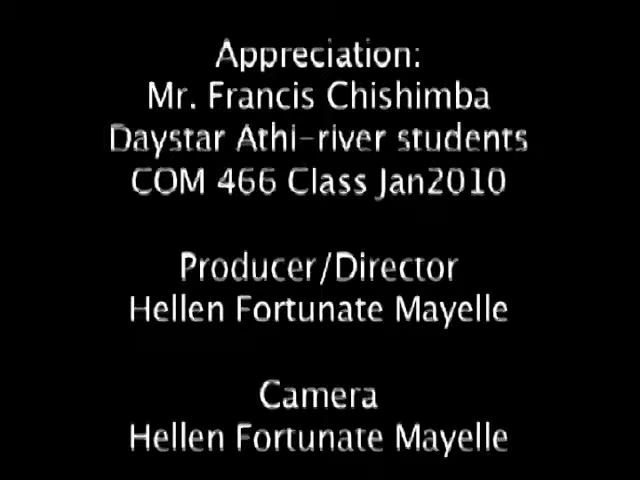 Appreciation:
Mr. Francis Chishimba
Daystar Athi-river students
COM 466 Class Jan2010
Producer/Director
Hellen Fortunate Mayelle
Camera
Hellen Fortunate Mayelle